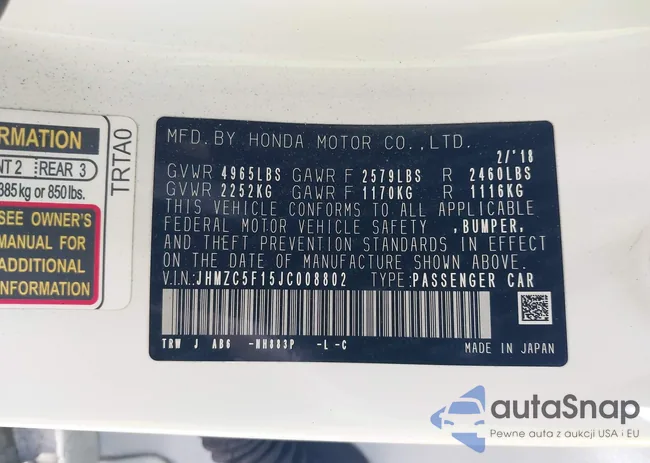 RMATION
NT 2 REAR 3
385 kg or 850 lbs.
SEE OWNER'S
MANUAL FOR
ADDITIONAL
INFORMATION
TRTA0
MFD.BY HONDA MOTOR CO.,LTD.
2/'18
GVWR 4965LBS GAWR F 2579LBS R 2460LBS
GVWR 2252KG GAWR F 1170KG R 1116KG
THIS VEHICLE CONFORMS TO ALL APPLICABLE
FEDERAL MOTOR VEHICLE SAFETY ,BUMPER,
AND THEFT PREVENTION STANDARDS IN EFFECT
ON THE DATE OF MANUFACTURE SHOWN ABOVE.
V.I.N.:JHMZC5F15JC008802 TYPE:PASSENGER CAR
TRW J AB6 -NH883P -L -C
MADE IN JAPAN
autaSnap
Pewne auta z aukcji USA i EU